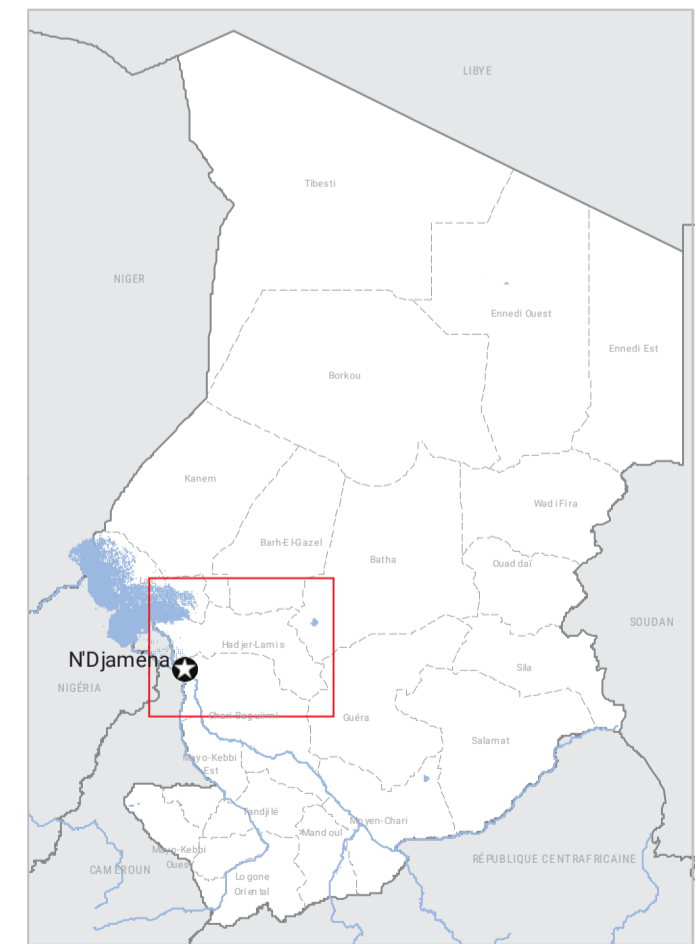 LIBYE
Tibesti
NIGER
Ennedi Ouest
Ennedi Est
Borkou
Kanem
Wadi Fira
Barh-El-Gazel
Batha
Ouaddaï
Lac
SOUDAN
Hadjer-Lamis
N'Djaména
Sila
NIGÉRIA
Chari-Baguirmi
Guéra
Salamat
Mayo-Kebbi
Est
Tandjilé
Moyen-Chari
Mandoul
Mayo-Kebbi
Ouest
RÉPUBLIQUE CENTRAFRICAINE
CAMEROUN
Logone
Oriental